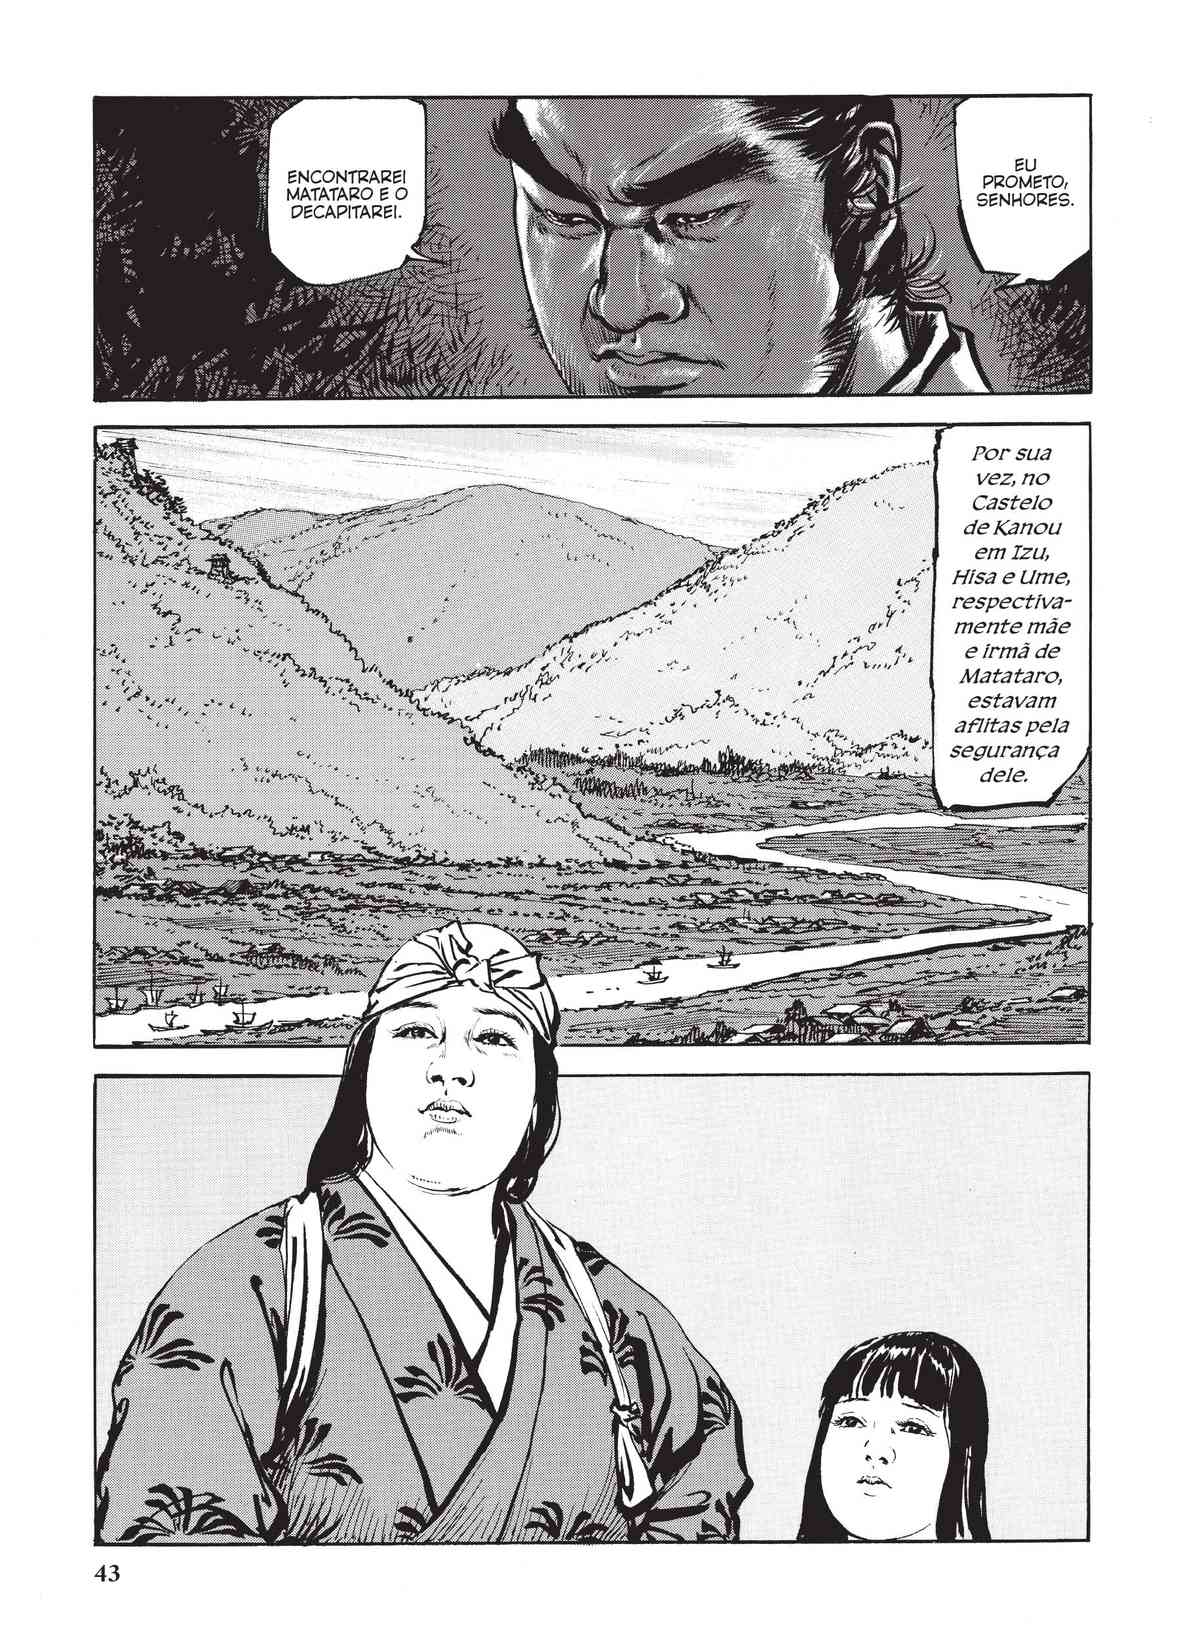 EU
PROMETO,
SENHORES.
ENCONTRAREI
MATATARO E O
DECAPITAREI.
Por sua
vez, no
Castelo
de Kanou
em Izu,
Hisa e Ume,
respectiva-
mente mãe
e irmã de
Matataro,
estavam
aflitas pela
segurança
dele.
43